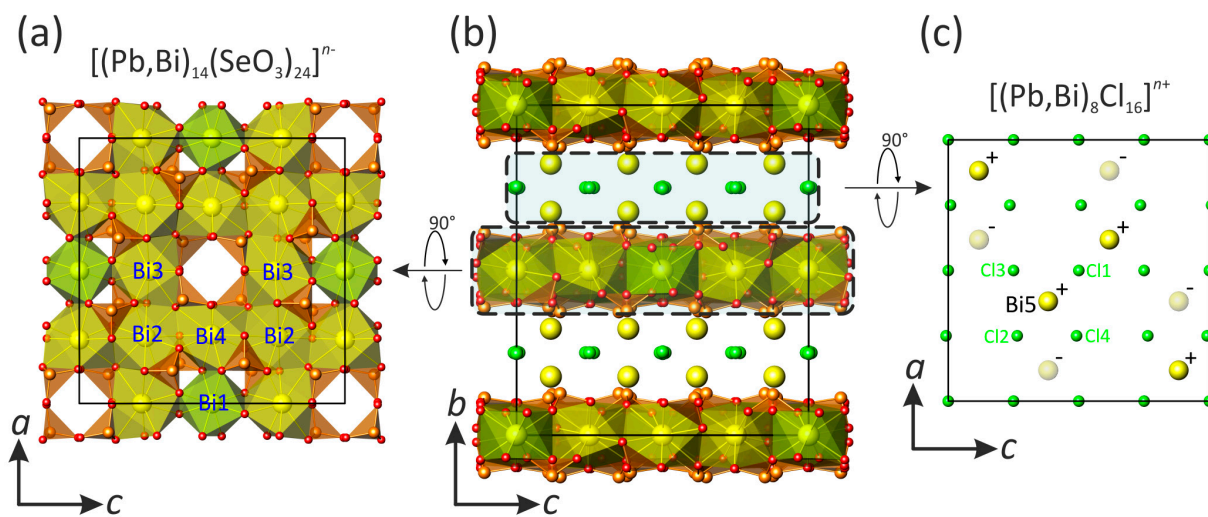 (a)
[(Pb,Bi)₁₄(SeO₃)₂₄]ⁿ⁻
Bi3 Bi3
Bi2 Bi4 Bi2
Bi1
a
c
(b)
90°
90°
b
c
(c)
[(Pb,Bi)₈Cl₁₆]ⁿ⁺
+ -
- +
Cl3 Cl1
Bi5 + -
Cl2 Cl4
- +
a
c